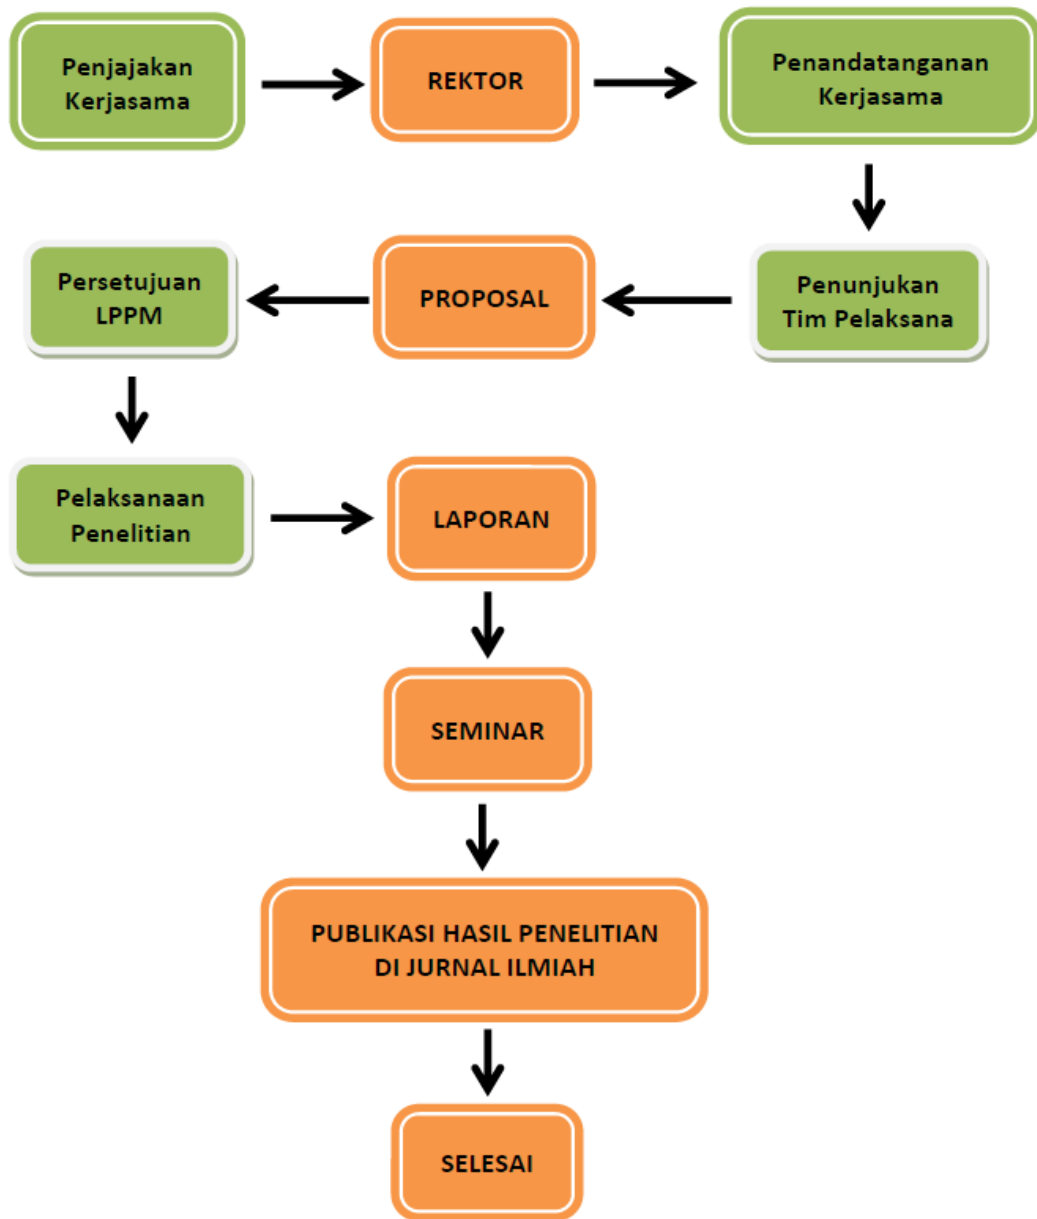 Penjajakan
Kerjasama
REKTOR
Penandatanganan
Kerjasama
Penunjukan
Tim Pelaksana
PROPOSAL
Persetujuan
LPPM
Pelaksanaan
Penelitian
LAPORAN
SEMINAR
PUBLIKASI HASIL PENELITIAN
DI JURNAL ILMIAH
SELESAI